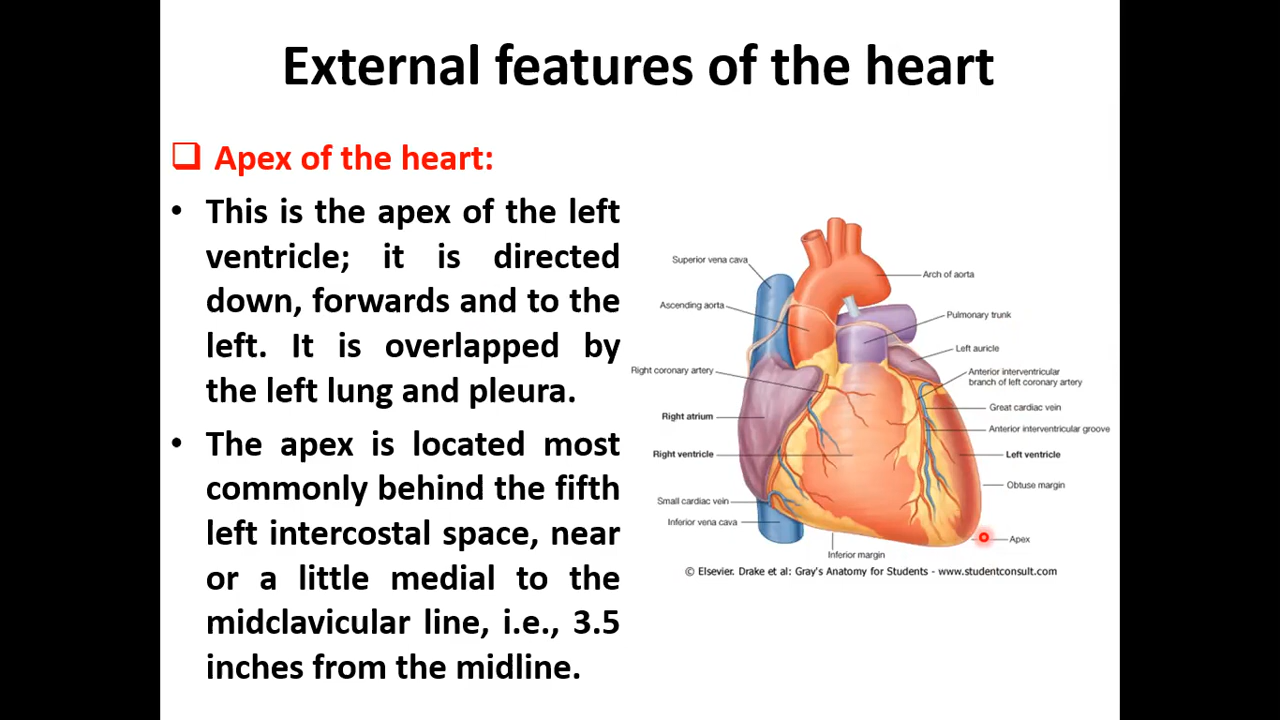 External features of the heart
❑ Apex of the heart:
• This is the apex of the left
ventricle; it is directed
down, forwards and to the
left. It is overlapped by
the left lung and pleura.
• The apex is located most
commonly behind the fifth
left intercostal space, near
or a little medial to the
midclavicular line, i.e., 3.5
inches from the midline.
Superior vena cava
Ascending aorta
Right coronary artery
Right atrium
Right ventricle
Small cardiac vein
Inferior vena cava
Inferior margin
Arch of aorta
Pulmonary trunk
Left auricle
Anterior interventricular
branch of left coronary artery
Great cardiac vein
Anterior interventricular groove
Left ventricle
Obtuse margin
Apex
© Elsevier. Drake et al: Gray's Anatomy for Students - www.studentconsult.com